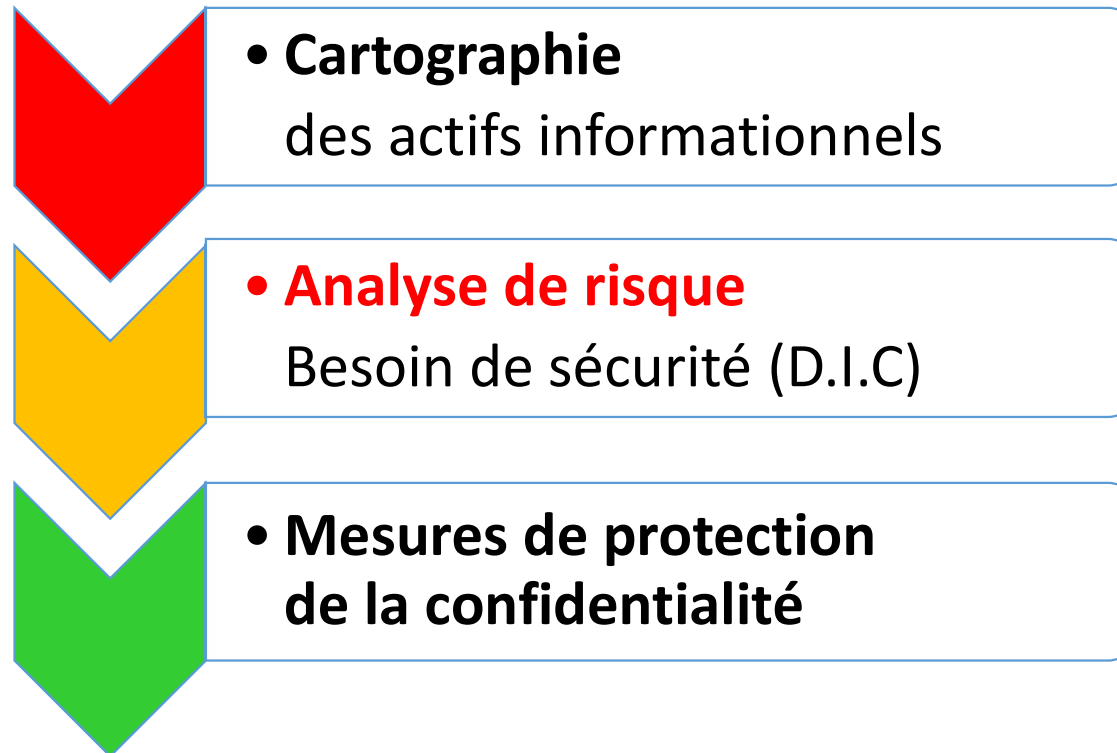 • Cartographie
des actifs informationnels
• Analyse de risque
Besoin de sécurité (D.I.C)
• Mesures de protection
de la confidentialité